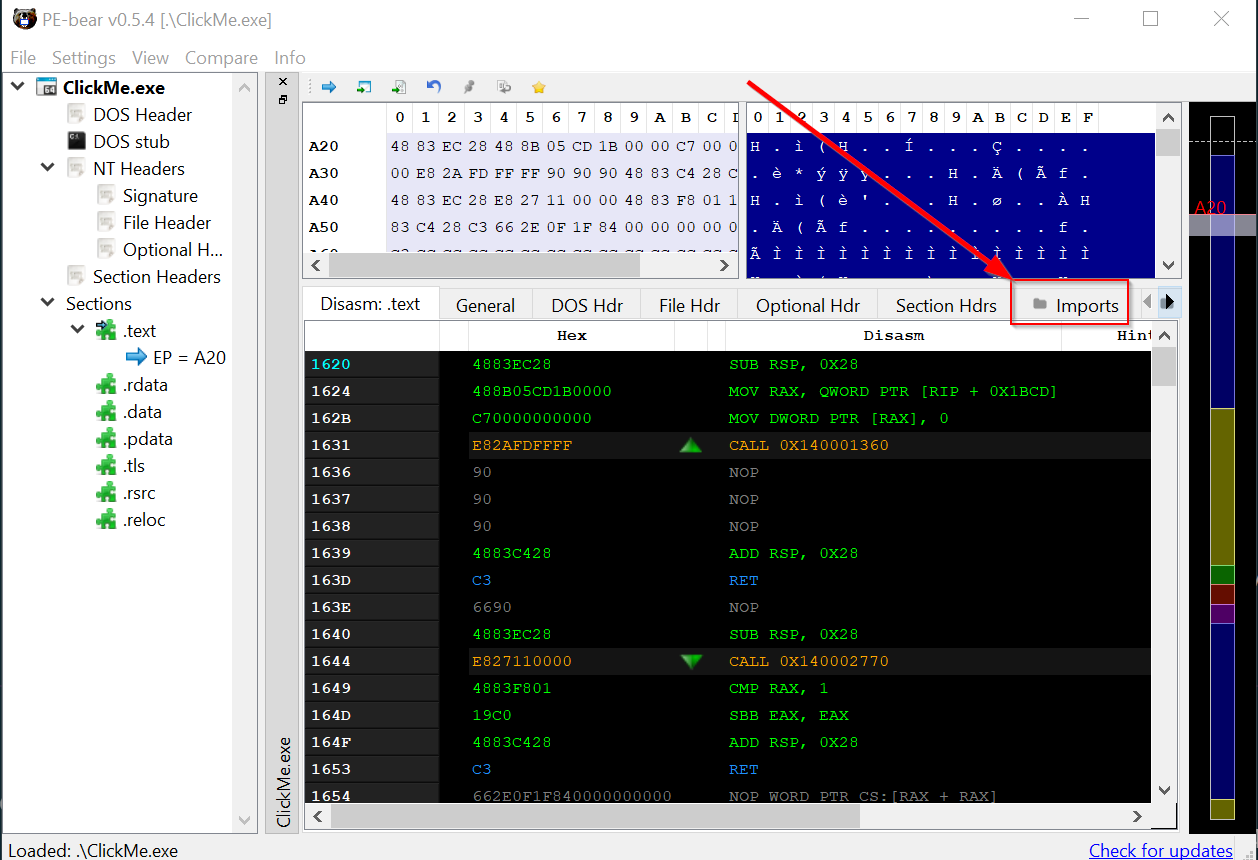 PE-bear v0.5.4 [.\ClickMe.exe]
File Settings View Compare Info
ClickMe.exe
DOS Header
DOS stub
NT Headers
Signature
File Header
Optional H...
Section Headers
Sections
.text
EP = A20
.rdata
.data
.pdata
.tls
.rsrc
.reloc
ClickMe.exe
0 1 2 3 4 5 6 7 8 9 A B C
A20 48 83 EC 28 48 8B 05 CD 1B 00 00 C7 00 0
A30 00 E8 2A FD FF FF 90 90 90 48 83 C4 28 C
A40 48 83 EC 28 E8 27 11 00 00 48 83 F8 01 1
A50 83 C4 28 C3 66 2E 0F 1F 84 00 00 00 00 0
0 1 2 3 4 5 6 7 8 9 A B C D E F
H . ì ( H . . Í . . . Ç . . . .
. è * ý ÿ ÿ . . . H . Ä ( Ã f .
H . ì ( è ' . . . H . ø . . À H
. Ä ( Ã f . . . . . . . . . f .
Ã Ì Ì Ì Ì Ì Ì Ì Ì Ì Ì Ì Ì Ì Ì Ì
A20
Disasm: .text General DOS Hdr File Hdr Optional Hdr Section Hdrs Imports
Hex Disasm Hint
1620 4883EC28 SUB RSP, 0X28
1624 488B05CD1B0000 MOV RAX, QWORD PTR [RIP + 0X1BCD]
162B C70000000000 MOV DWORD PTR [RAX], 0
1631 E82AFDFFFF CALL 0X140001360
1636 90 NOP
1637 90 NOP
1638 90 NOP
1639 4883C428 ADD RSP, 0X28
163D C3 RET
163E 6690 NOP
1640 4883EC28 SUB RSP, 0X28
1644 E827110000 CALL 0X140002770
1649 4883F801 CMP RAX, 1
164D 19C0 SBB EAX, EAX
164F 4883C428 ADD RSP, 0X28
1653 C3 RET
1654 662E0F1F840000000000 NOP WORD PTR CS:[RAX + RAX]
Loaded: .\ClickMe.exe
Check for updates